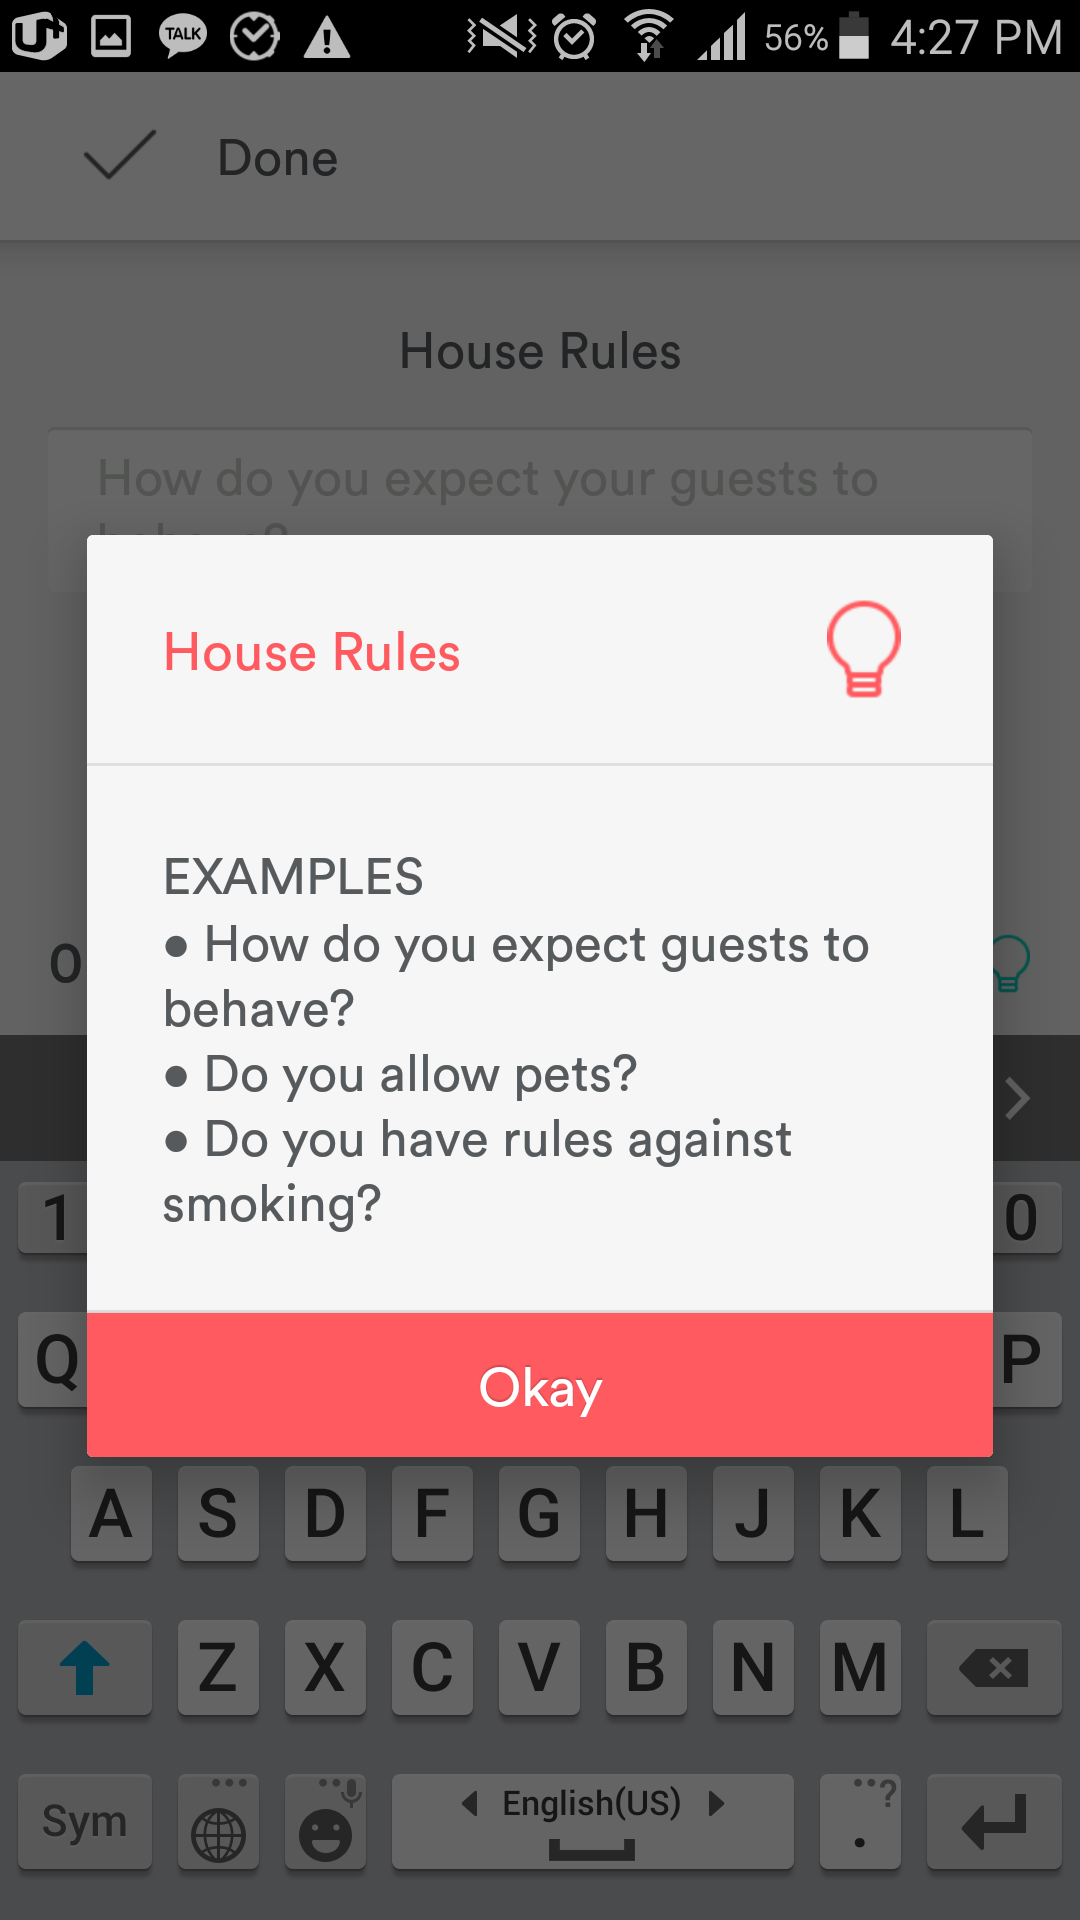 U+ TALK 56% 4:27 PM
Done
House Rules
How do you expect your guests to
House Rules
EXAMPLES
● How do you expect guests to
behave?
● Do you allow pets?
● Do you have rules against
smoking?
0
1 0
Q P
Okay
A S D F G H J K L
Z X C V B N M
Sym English(US) . ?